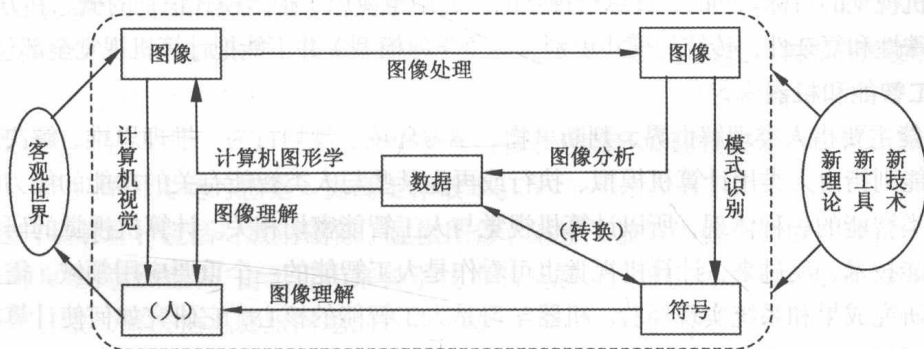 图像
图像处理
图像
客观世界
计算机视觉
计算机图形学
图像理解
数据
图像分析
(转换)
模式识别
新理论
新工具
新技术
(人)
图像理解
符号